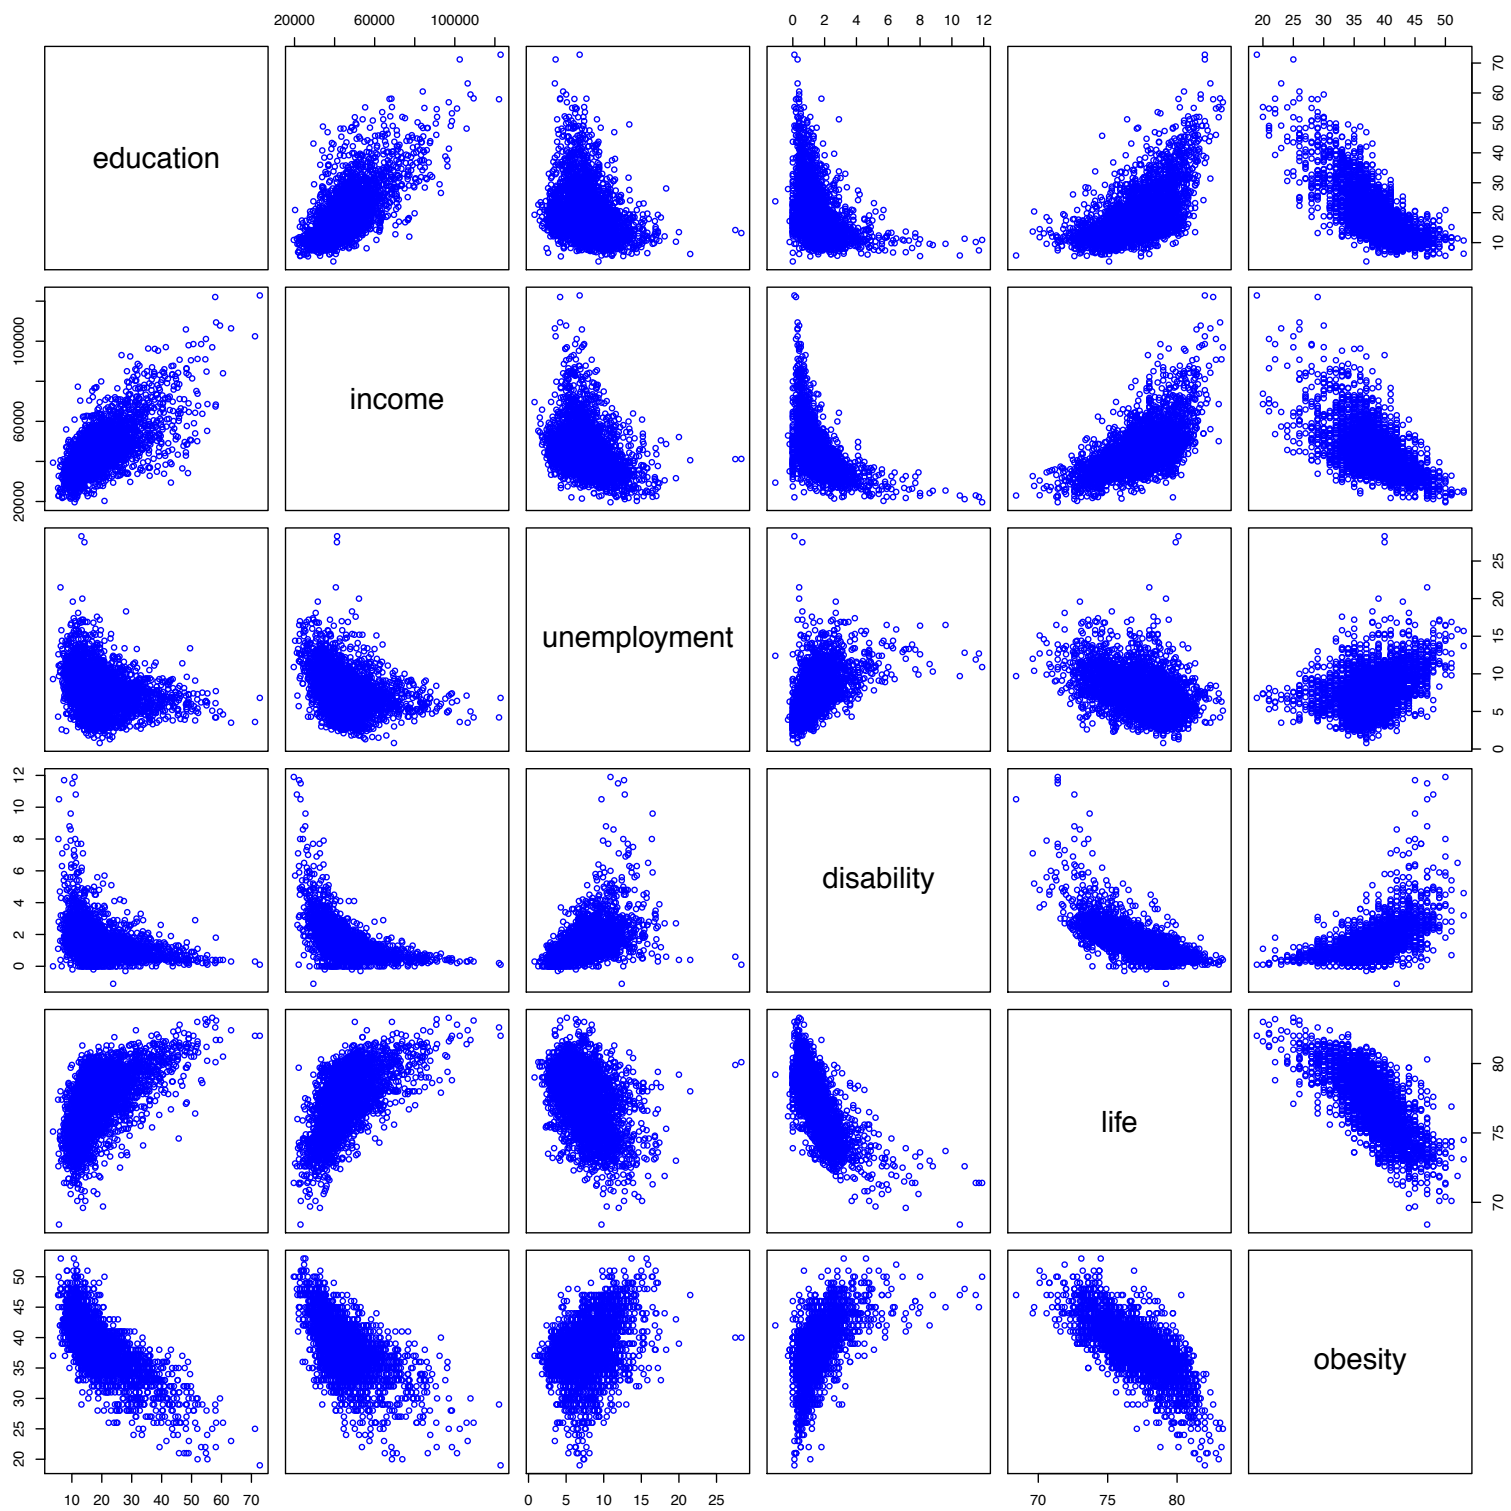 20000 60000 100000 0 2 4 6 8 10 12 20 25 30 35 40 45 50
education
10 20 30 40 50 60 70
income
20000 60000 100000
unemployment
0 5 10 15 20 25
disability
0 2 4 6 8 10 12
life
70 75 80
obesity
20 25 30 35 40 45 50
10 20 30 40 50 60 70 0 5 10 15 20 25 70 75 80